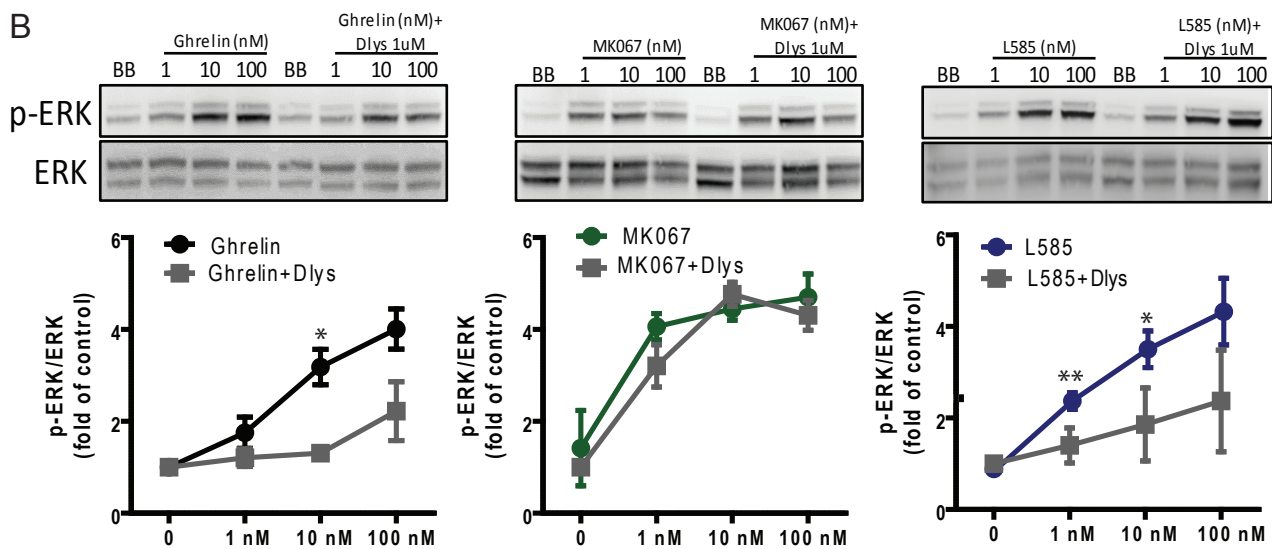 B
Ghrelin (nM)
Ghrelin (nM)+
Dlys 1uM
BB 1 10 100 BB 1 10 100
MK067 (nM)
MK067 (nM)+
Dlys 1uM
BB 1 10 100 BB 1 10 100
L585 (nM)
L585 (nM)+
Dlys 1uM
BB 1 10 100 BB 1 10 100
p-ERK
ERK
Ghrelin
Ghrelin+Dlys
p-ERK/ERK
(fold of control)
6
4
2
0
*
0 1 nM 10 nM 100 nM
MK067
MK067+Dlys
p-ERK/ERK
(fold of control)
6
4
2
0
0 1 nM 10 nM 100 nM
L585
L585+Dlys
p-ERK/ERK
(fold of control)
6
4
2
0
**
*
0 1 nM 10 nM 100 nM